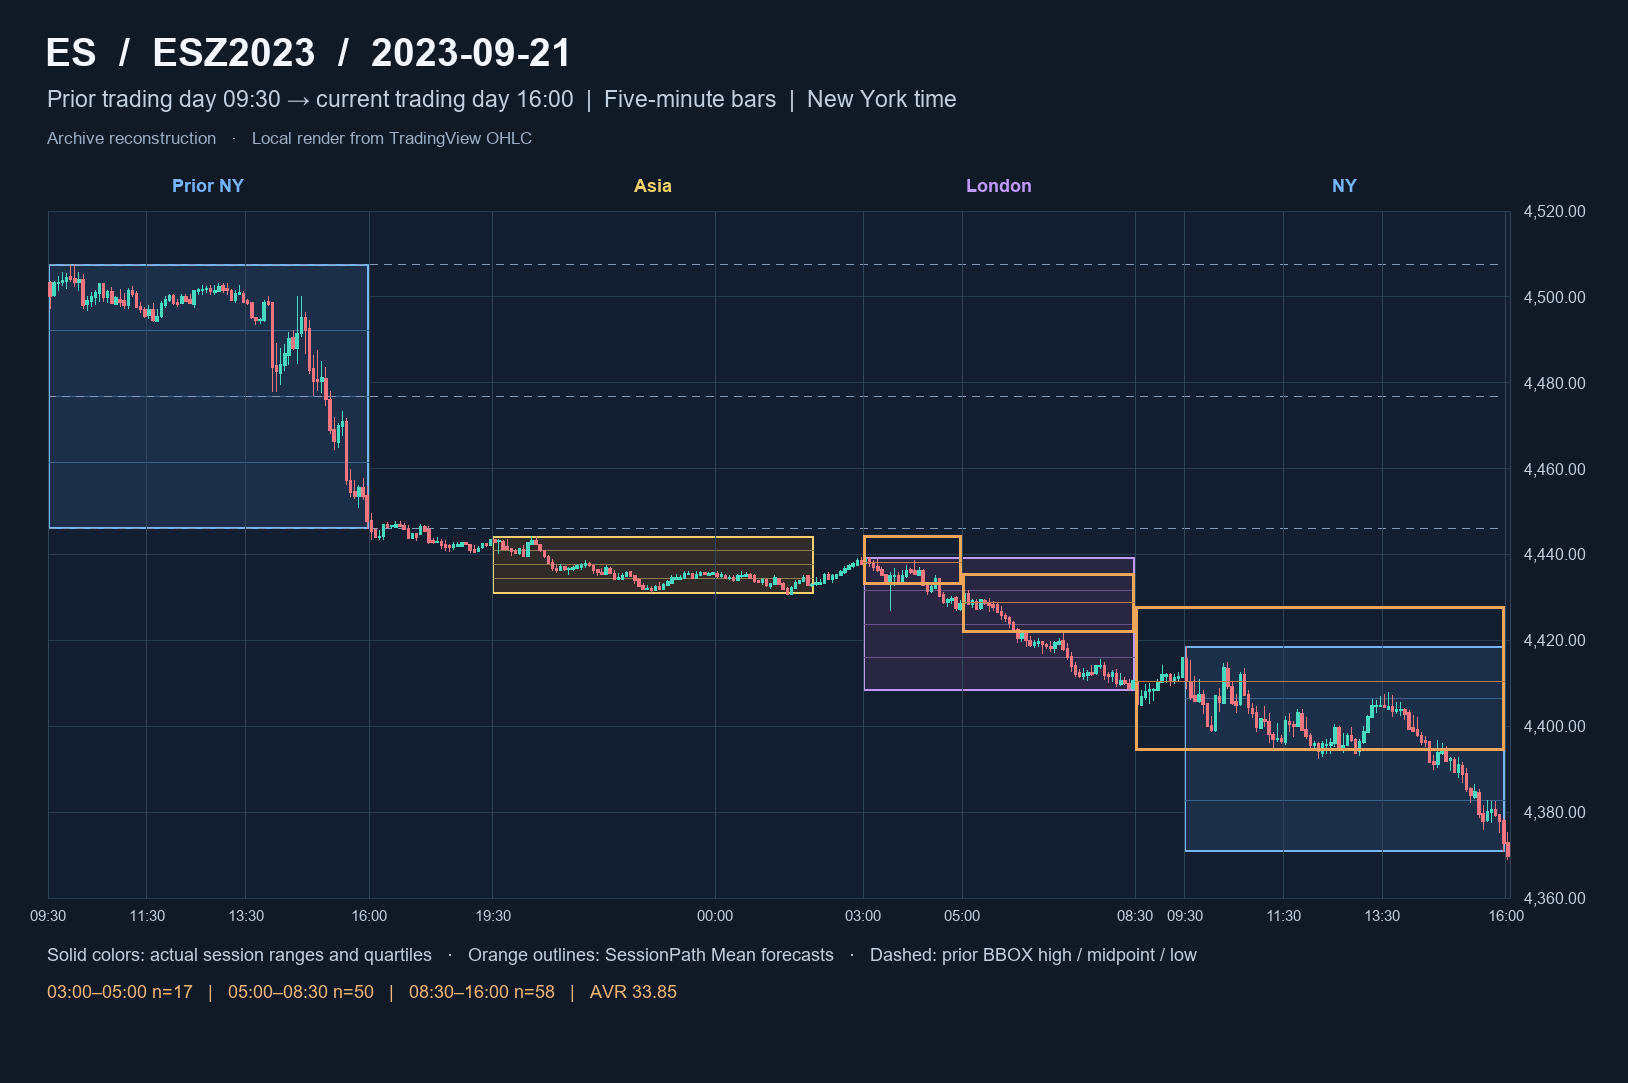 ES / ESZ2023 / 2023-09-21
Prior trading day 09:30 → current trading day 16:00 | Five-minute bars | New York time
Archive reconstruction · Local render from TradingView OHLC
Prior NY Asia London NY
4,520.00
4,500.00
4,480.00
4,460.00
4,440.00
4,420.00
4,400.00
4,380.00
4,360.00
09:30 11:30 13:30 16:00 19:30 00:00 03:00 05:00 08:30 09:30 11:30 13:30 16:00
Solid colors: actual session ranges and quartiles · Orange outlines: SessionPath Mean forecasts · Dashed: prior BBOX high / midpoint / low
03:00–05:00 n=17 | 05:00–08:30 n=50 | 08:30–16:00 n=58 | AVR 33.85